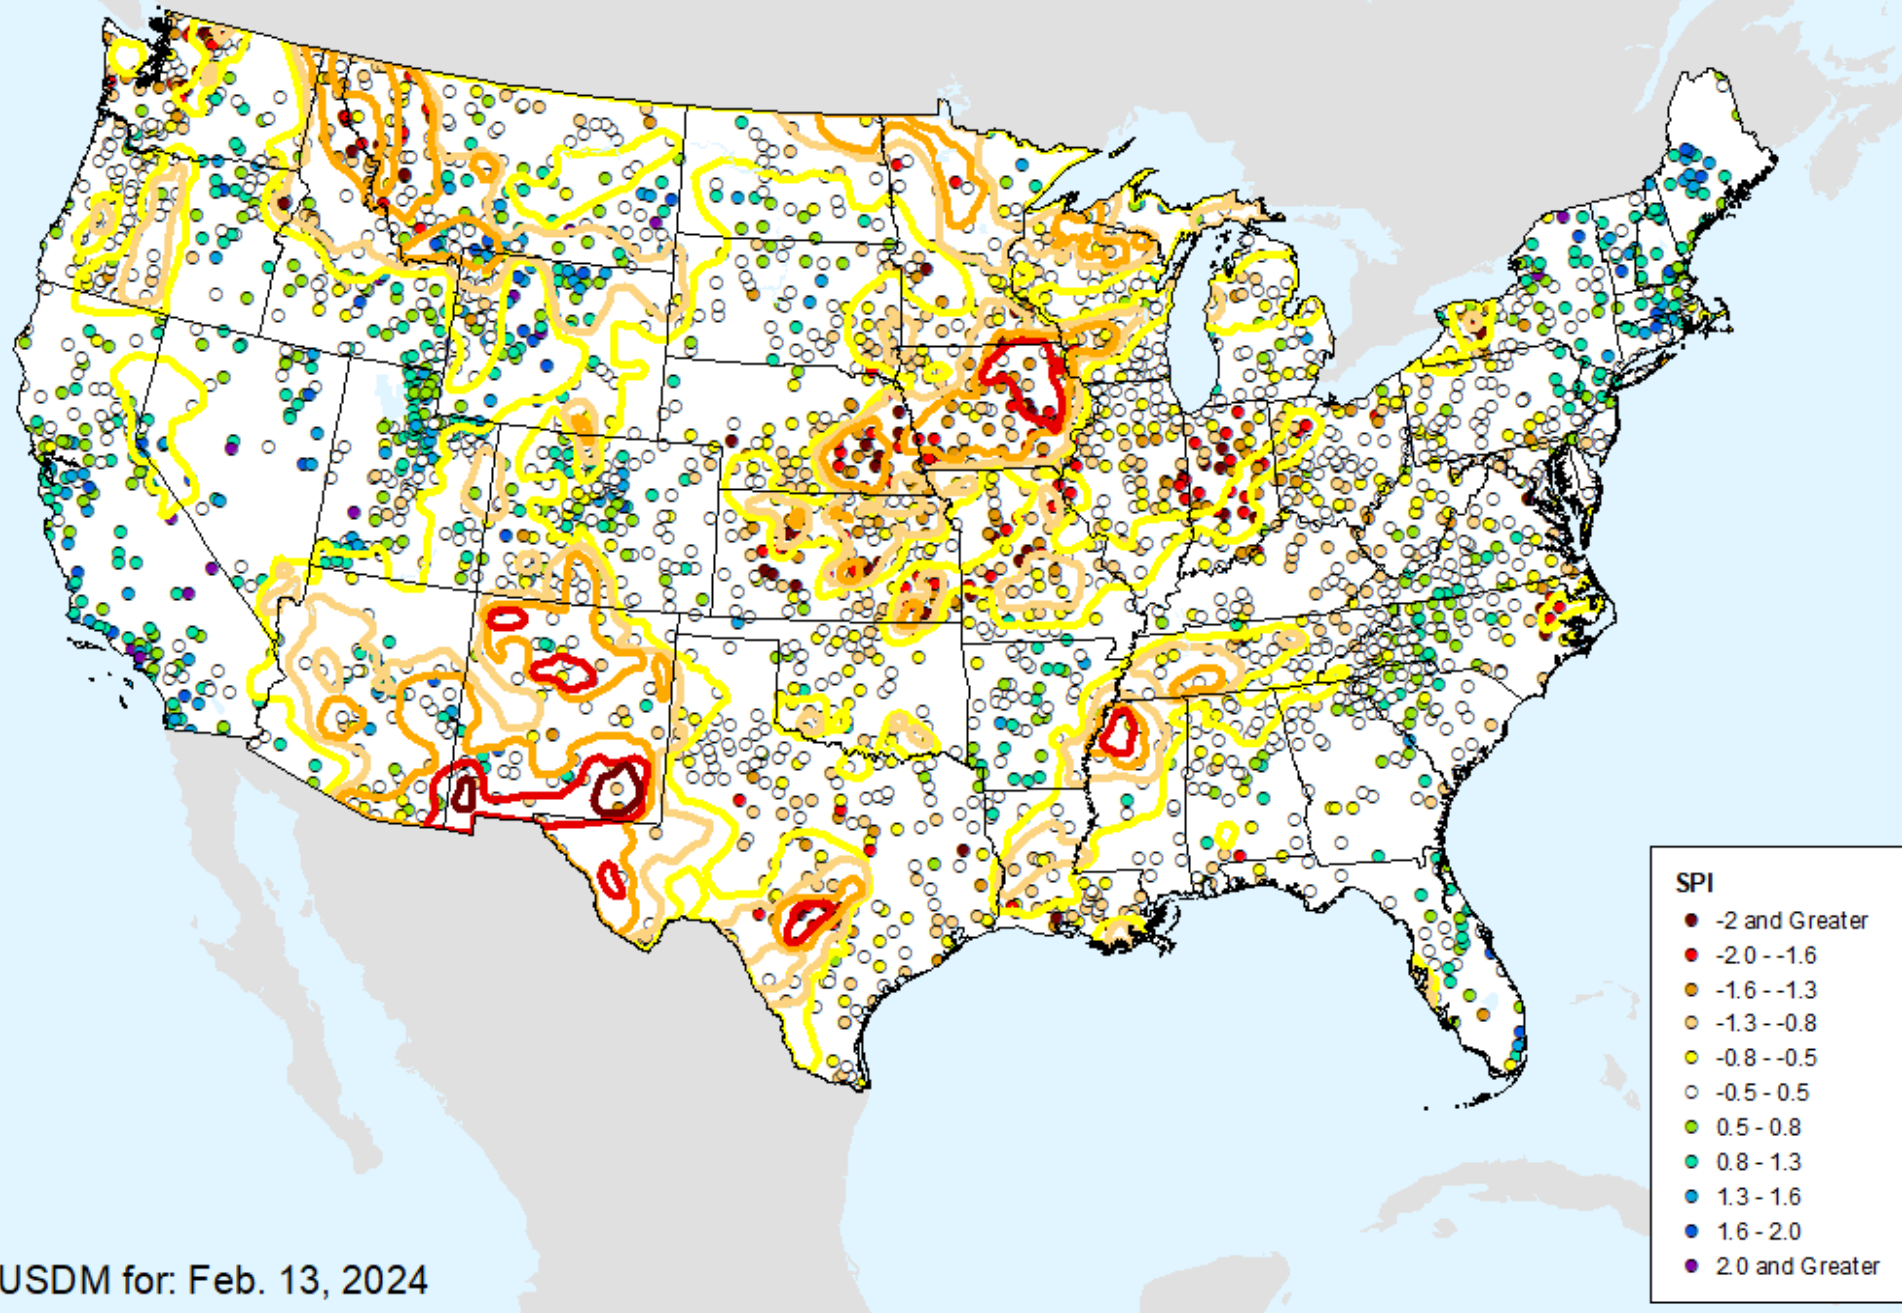 SPI
-2 and Greater
-2.0 - -1.6
-1.6 - -1.3
-1.3 - -0.8
-0.8 - -0.5
-0.5 - 0.5
0.5 - 0.8
0.8 - 1.3
1.3 - 1.6
1.6 - 2.0
2.0 and Greater
USDM for: Feb. 13, 2024